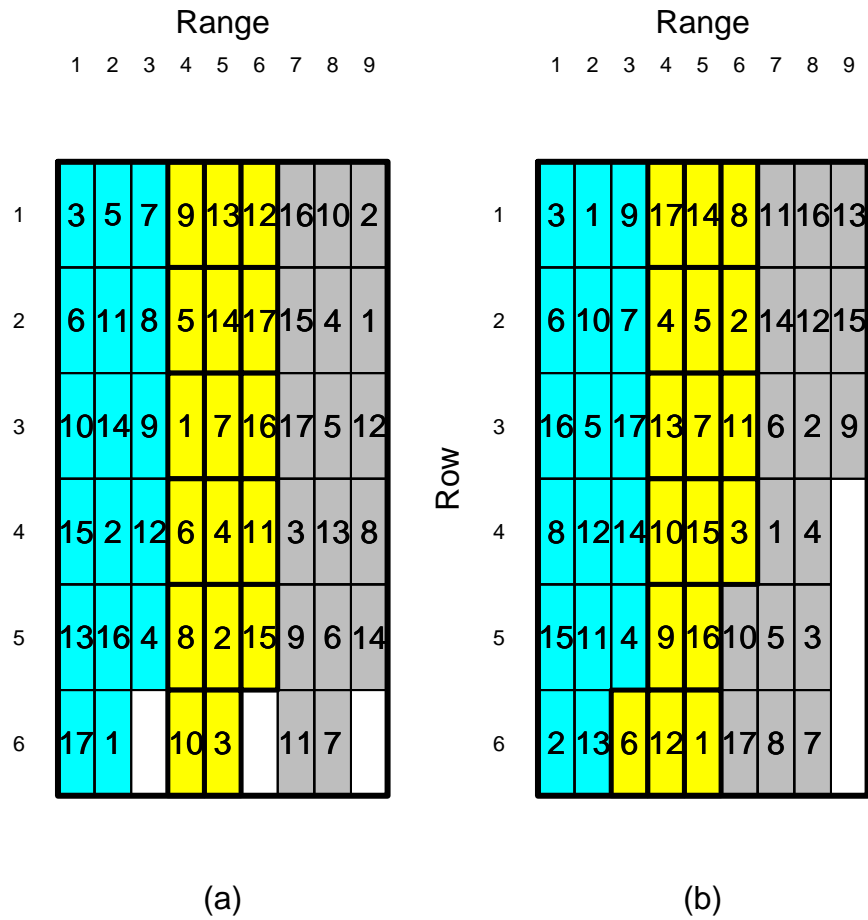 Range Range
1 2 3 4 5 6 7 8 9 1 2 3 4 5 6 7 8 9
1 3 5 7 9 13 12 16 10 2 1 3 1 9 17 14 8 11 16 13
2 6 11 8 5 14 17 15 4 1 2 6 10 7 4 5 2 14 12 15
3 10 14 9 1 7 16 17 5 12 3 16 5 17 13 7 11 6 2 9
Row
4 15 2 12 6 4 11 3 13 8 4 8 12 14 10 15 3 1 4
5 13 16 4 8 2 15 9 6 14 5 15 11 4 9 16 10 5 3
6 17 1 10 3 11 7 6 2 13 6 12 1 17 8 7
(a) (b)